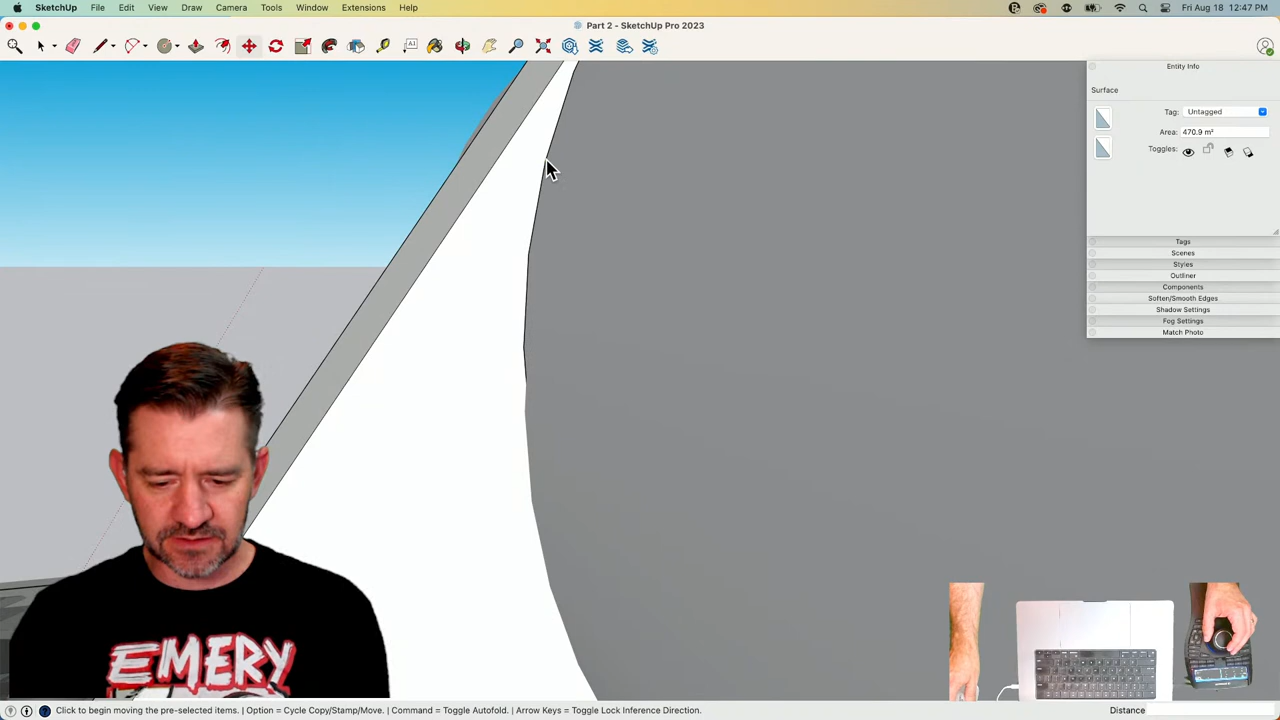 SketchUp File Edit View Draw Camera Tools Window Extensions Help
Fri Aug 18 12:47 PM
Part 2 - SketchUp Pro 2023
A1
Entity Info
Surface
Tag: Untagged
Area: 470.9 m²
Toggles:
Tags
Scenes
Styles
Outliner
Components
Soften/Smooth Edges
Shadow Settings
Fog Settings
Match Photo
EMERY
Click to begin moving the pre-selected items. | Option = Cycle Copy/Stamp/Move. | Command = Toggle Autofold. | Arrow Keys = Toggle Lock Inference Direction.
Distance